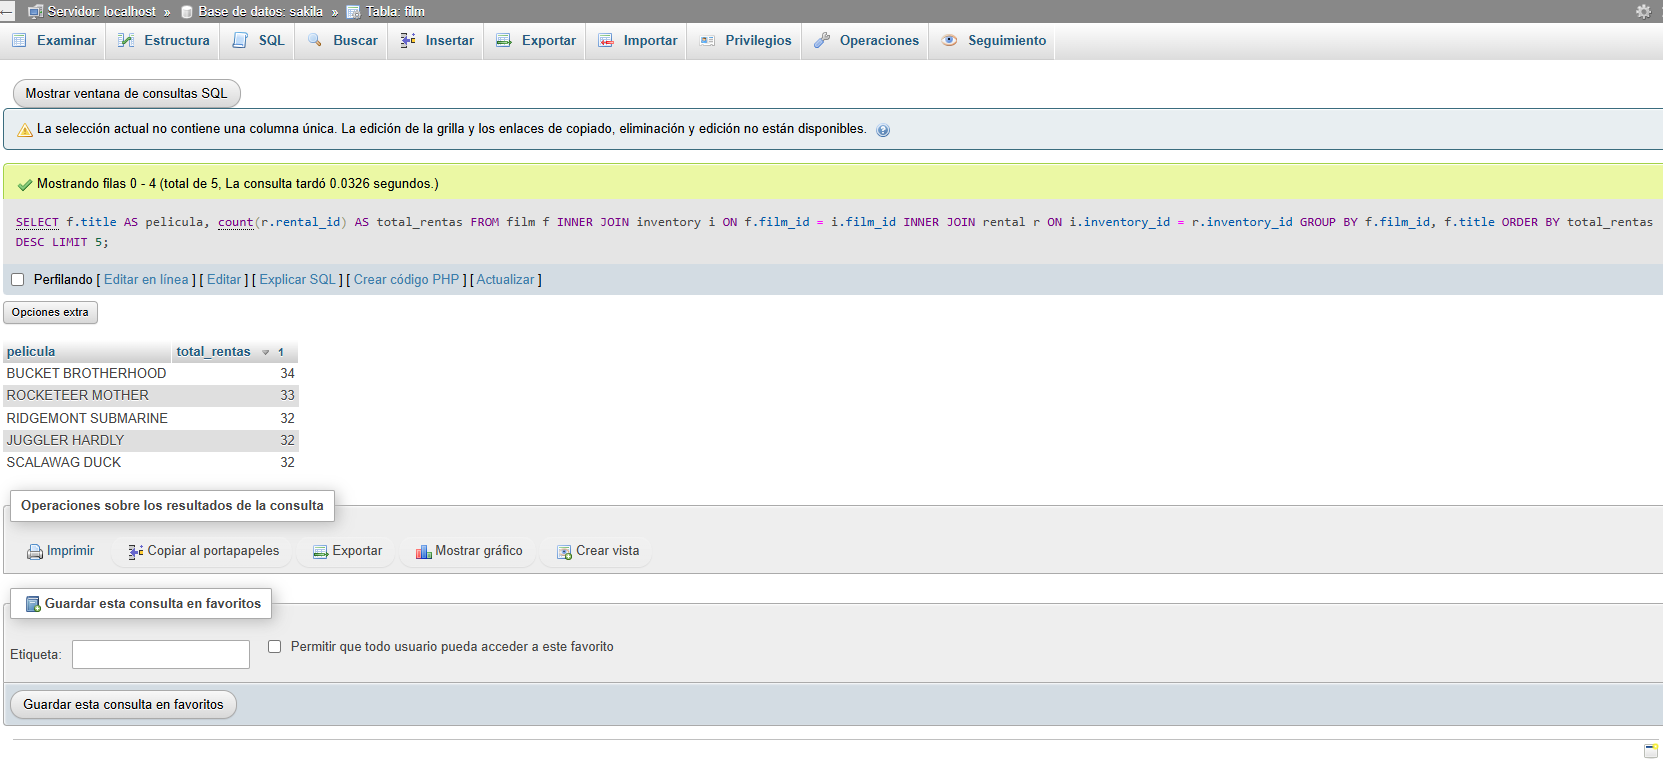 ← Servidor: localhost » Base de datos: sakila » Tabla: film
Examinar Estructura SQL Buscar Insertar Exportar Importar Privilegios Operaciones Seguimiento
Mostrar ventana de consultas SQL
La selección actual no contiene una columna única. La edición de la grilla y los enlaces de copiado, eliminación y edición no están disponibles.
Mostrando filas 0 - 4 (total de 5, La consulta tardó 0.0326 segundos.)
SELECT f.title AS pelicula, count(r.rental_id) AS total_rentas FROM film f INNER JOIN inventory i ON f.film_id = i.film_id INNER JOIN rental r ON i.inventory_id = r.inventory_id GROUP BY f.film_id, f.title ORDER BY total_rentas
DESC LIMIT 5;
Perfilando [ Editar en línea ] [ Editar ] [ Explicar SQL ] [ Crear código PHP ] [ Actualizar ]
Opciones extra
pelicula total_rentas 1
BUCKET BROTHERHOOD 34
ROCKETEER MOTHER 33
RIDGEMONT SUBMARINE 32
JUGGLER HARDLY 32
SCALAWAG DUCK 32
Operaciones sobre los resultados de la consulta
Imprimir Copiar al portapapeles Exportar Mostrar gráfico Crear vista
Guardar esta consulta en favoritos
Etiqueta: Permitir que todo usuario pueda acceder a este favorito
Guardar esta consulta en favoritos